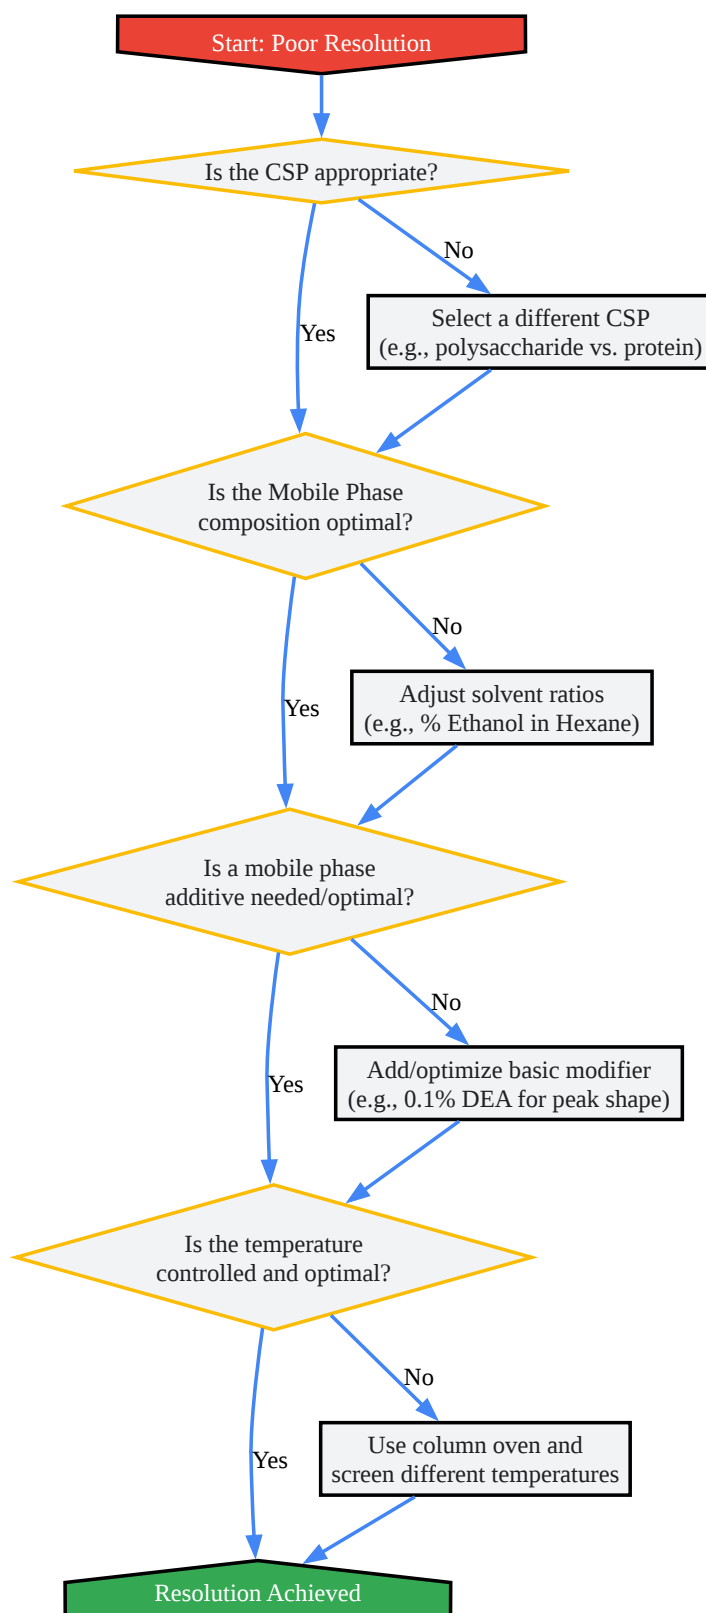 Start: Poor Resolution
Is the CSP appropriate?
No
Yes
Select a different CSP
(e.g., polysaccharide vs. protein)
Is the Mobile Phase
composition optimal?
No
Yes
Adjust solvent ratios
(e.g., % Ethanol in Hexane)
Is a mobile phase
additive needed/optimal?
No
Yes
Add/optimize basic modifier
(e.g., 0.1% DEA for peak shape)
Is the temperature
controlled and optimal?
No
Yes
Use column oven and
screen different temperatures
Resolution Achieved